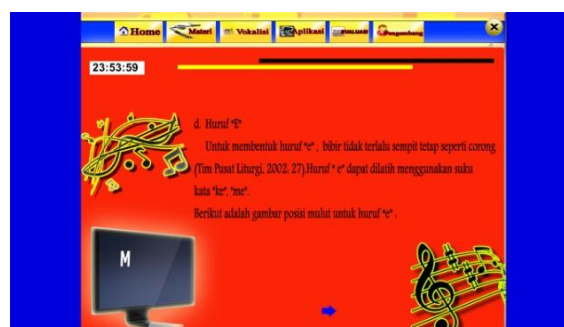 Home Materi Vokalisi Aplikasi EVALUASI Pengembang
23:53:59
d. Huruf "E"
Untuk membentuk huruf "e" , bibir tidak terlalu sempit tetap seperti corong
(Tim Pusat Liturgi, 2002: 27).Huruf " e" dapat dilatih menggunakan suku
kata "ke", "me".
Berikut adalah gambar posisi mulut untuk huruf "e" :
M